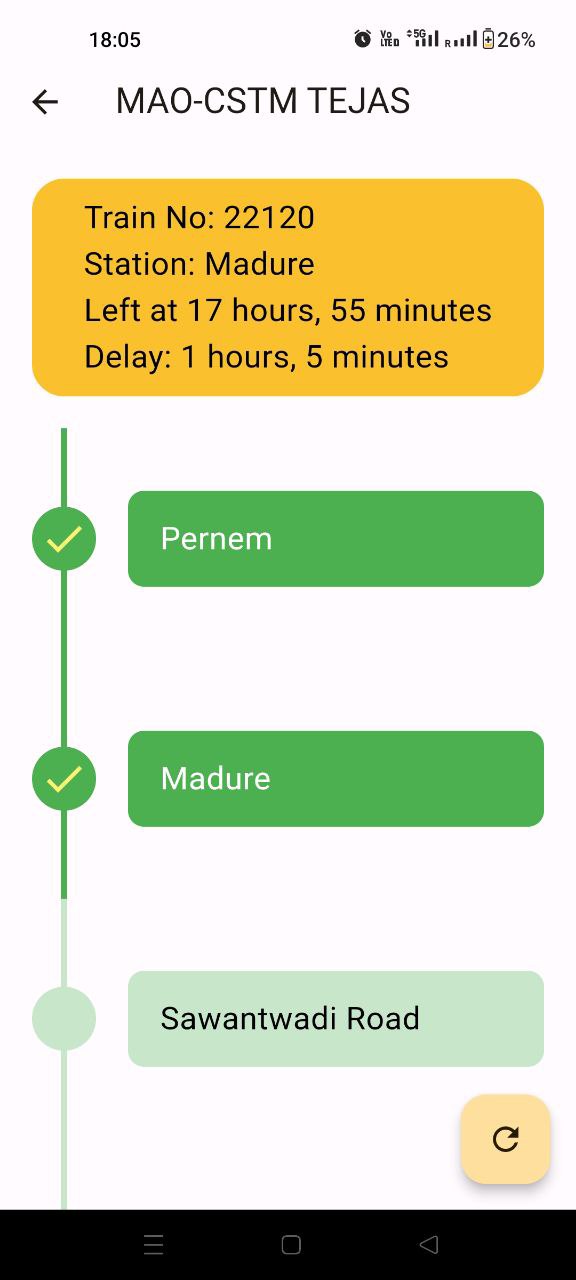 18:05
Vo
LTE D
5G
R
26%
MAO-CSTM TEJAS
Train No: 22120
Station: Madure
Left at 17 hours, 55 minutes
Delay: 1 hours, 5 minutes
Pernem
Madure
Sawantwadi Road